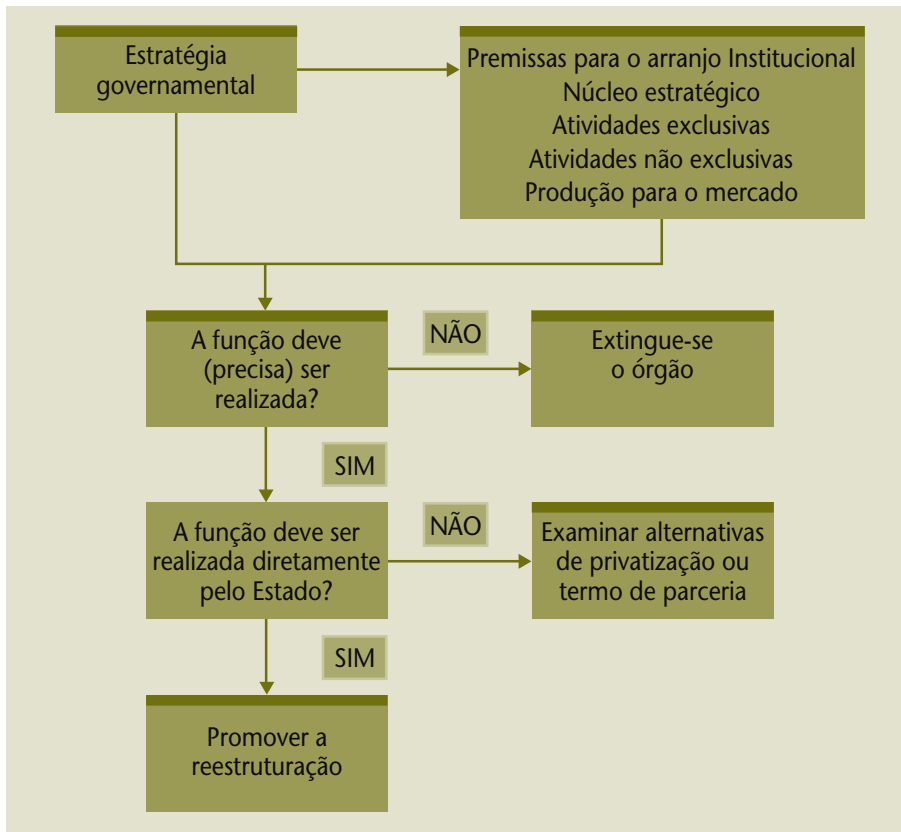 Estratégia
governamental
Premissas para o arranjo Institucional
Núcleo estratégico
Atividades exclusivas
Atividades não exclusivas
Produção para o mercado
A função deve
(precisa) ser
realizada?
NÃO
Extingue-se
o órgão
SIM
A função deve ser
realizada diretamente
pelo Estado?
NÃO
Examinar alternativas
de privatização ou
termo de parceria
SIM
Promover a
reestruturação